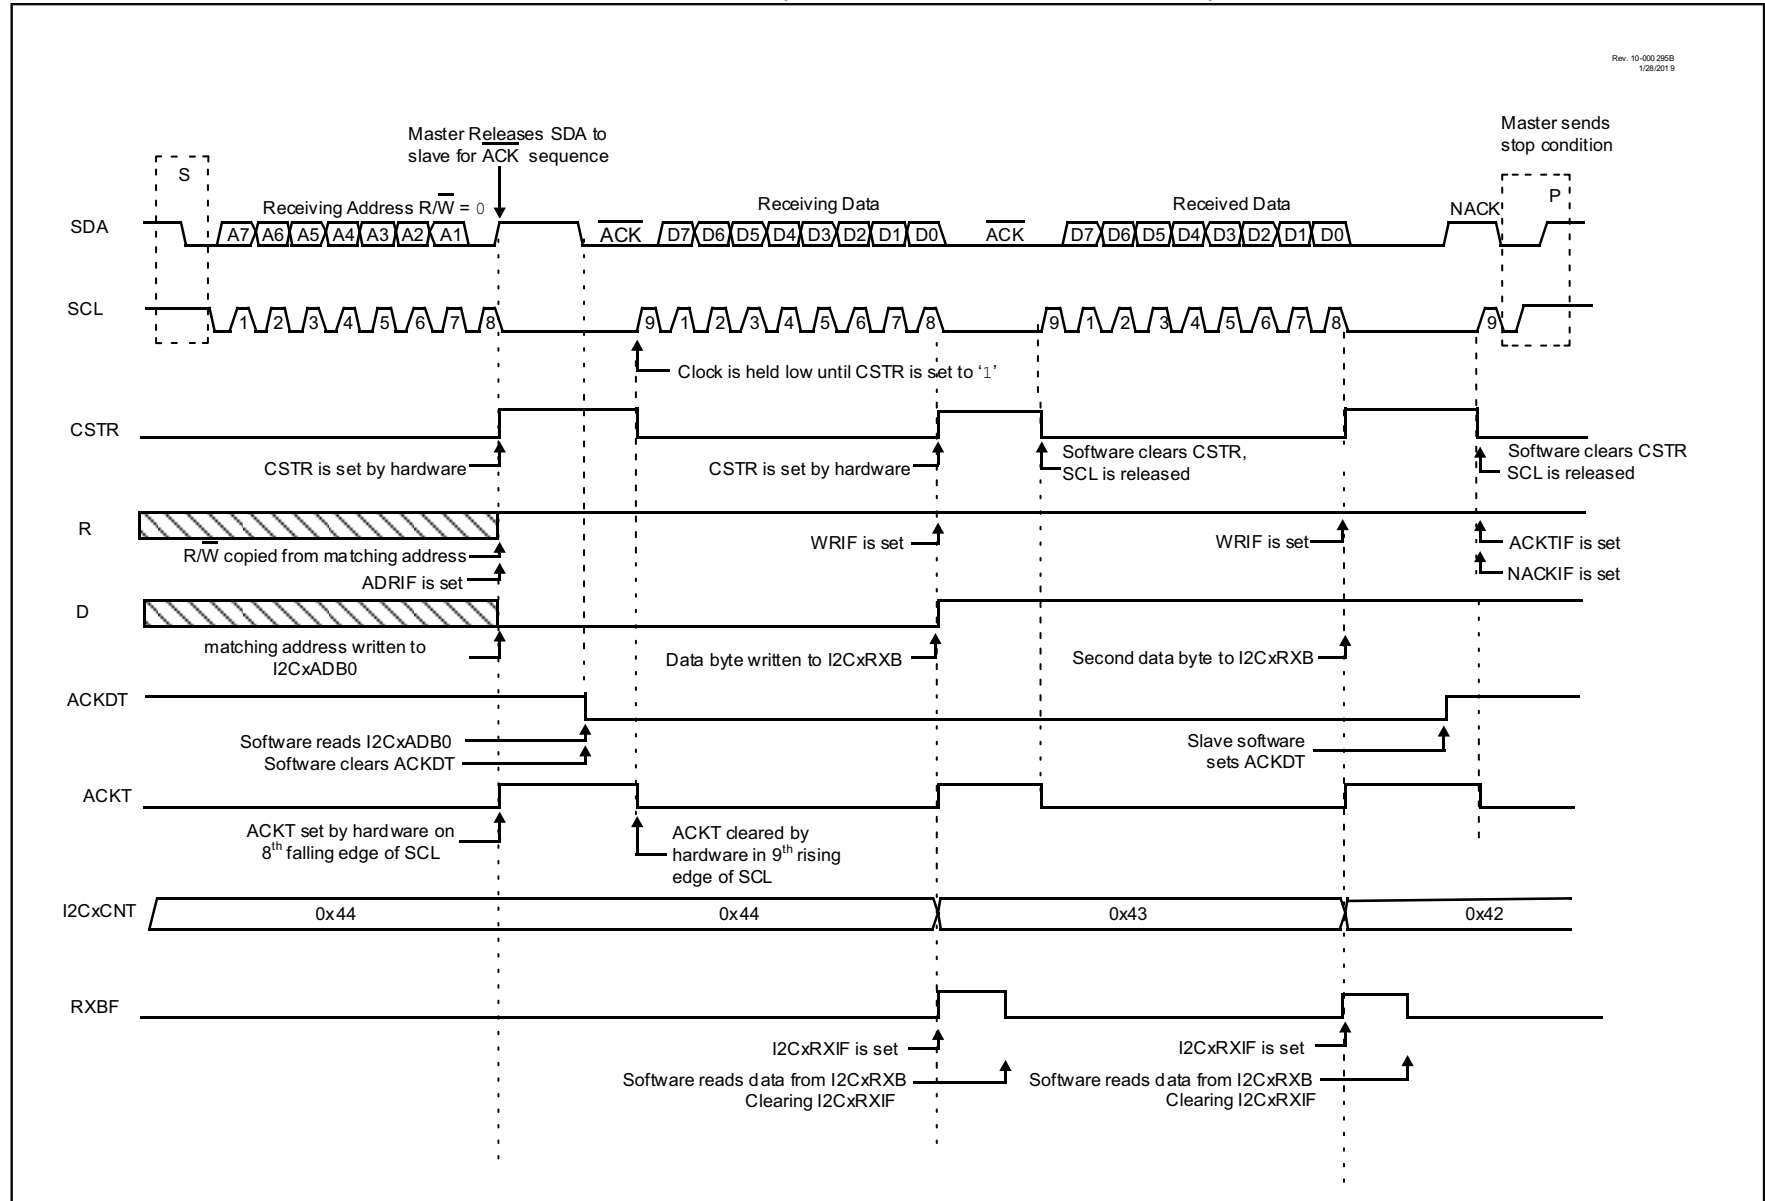 Rev. 10-000 295B
1/28/201 9
Master Releases SDA to
slave for ACK sequence
Master sends
stop condition
S
P
Receiving Address R/W = 0
Receiving Data
Received Data
NACK
SDA
A7 A6 A5 A4 A3 A2 A1
ACK
D7 D6 D5 D4 D3 D2 D1 D0
ACK
D7 D6 D5 D4 D3 D2 D1 D0
SCL
1 2 3 4 5 6 7 8 9 1 2 3 4 5 6 7 8 9 1 2 3 4 5 6 7 8 9
Clock is held low until CSTR is set to ‘1’
CSTR
CSTR is set by hardware
CSTR is set by hardware
Software clears CSTR,
SCL is released
Software clears CSTR
SCL is released
R
R/W copied from matching address
ADRIF is set
WRIF is set
WRIF is set
ACKTIF is set
NACKIF is set
D
matching address written to
I2CxADB0
Data byte written to I2CxRXB
Second data byte to I2CxRXB
ACKDT
Software reads I2CxADB0
Software clears ACKDT
Slave software
sets ACKDT
ACKT
ACKT set by hardware on
8th falling edge of SCL
ACKT cleared by
hardware in 9th rising
edge of SCL
I2CxCNT
0x44
0x44
0x43
0x42
RXBF
I2CxRXIF is set
Software reads data from I2CxRXB
Clearing I2CxRXIF
I2CxRXIF is set
Software reads data from I2CxRXB
Clearing I2CxRXIF